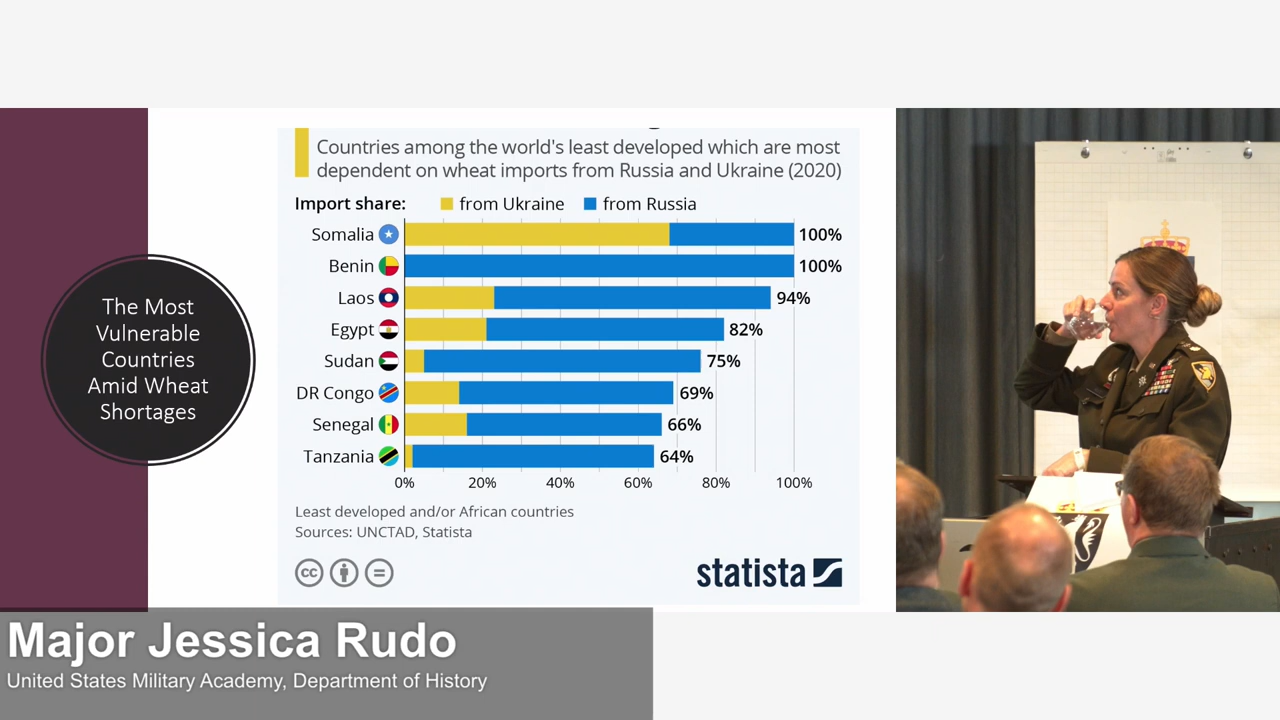 The Most
Vulnerable
Countries
Amid Wheat
Shortages
Countries among the world's least developed which are most
dependent on wheat imports from Russia and Ukraine (2020)
Import share: from Ukraine from Russia
Somalia 100%
Benin 100%
Laos 94%
Egypt 82%
Sudan 75%
DR Congo 69%
Senegal 66%
Tanzania 64%
0% 20% 40% 60% 80% 100%
Least developed and/or African countries
Sources: UNCTAD, Statista
cc
statista
Major Jessica Rudo
United States Military Academy, Department of History